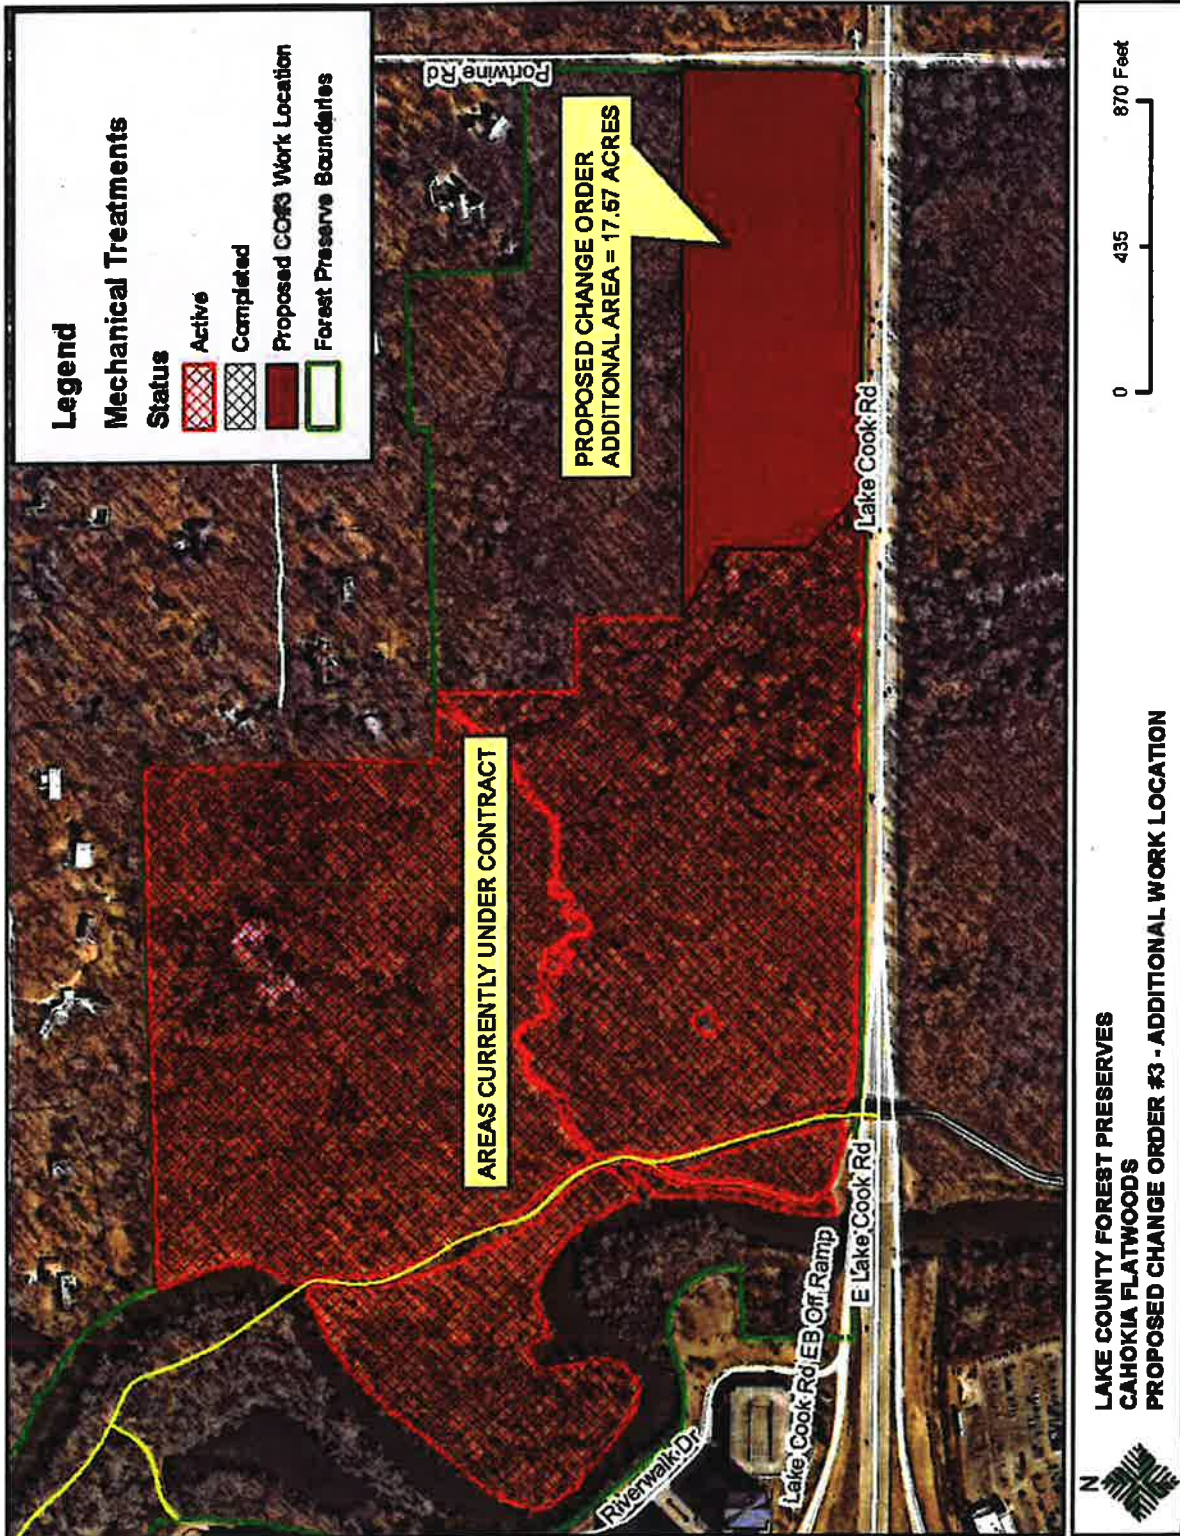 Legend
Mechanical Treatments
Status
Active
Completed
Proposed CO#3 Work Location
Forest Preserve Boundaries
Portwine Rd
PROPOSED CHANGE ORDER
ADDITIONAL AREA = 17.57 ACRES
AREAS CURRENTLY UNDER CONTRACT
Lake Cook Rd
E Lake Cook Rd
Lake Cook Rd EB Off Ramp
Riverwalk Dr
N
LAKE COUNTY FOREST PRESERVES
CAHOKIA FLATWOODS
PROPOSED CHANGE ORDER #3 - ADDITIONAL WORK LOCATION
0 435 870 Feet